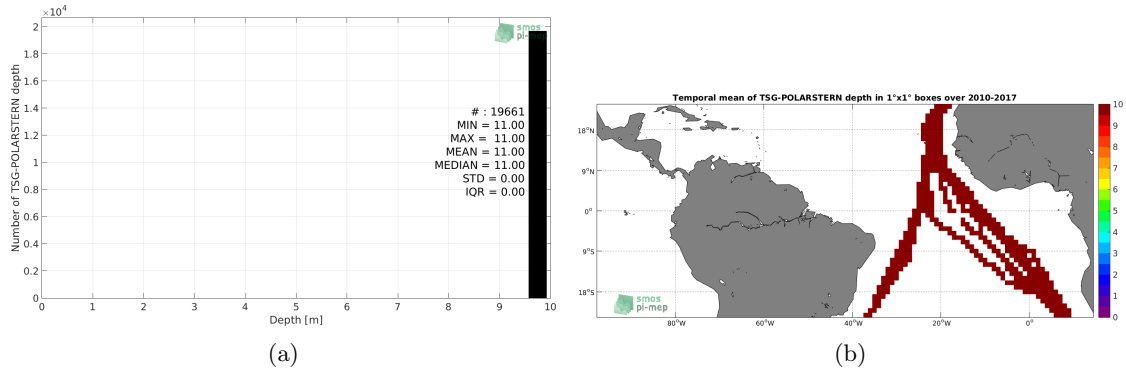 ×10⁴
2
1.8
1.6
1.4
1.2
1
0.8
0.6
0.4
0.2
0
Number of TSG-POLARSTERN depth
smos
pi-mep
# : 19661
MIN = 11.00
MAX = 11.00
MEAN = 11.00
MEDIAN = 11.00
STD = 0.00
IQR = 0.00
0 1 2 3 4 5 6 7 8 9 10
Depth [m]
(a)
Temporal mean of TSG-POLARSTERN depth in 1°x1° boxes over 2010-2017
18°N
9°N
0°
9°S
18°S
80°W 60°W 40°W 20°W 0°
smos
pi-mep
10
9
8
7
6
5
4
3
2
1
0
(b)